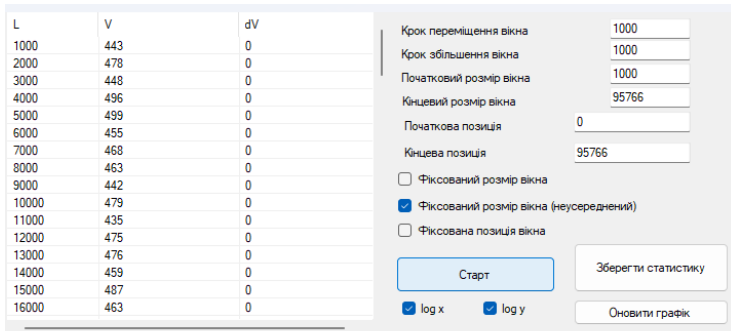 L V dV
1000 443 0
2000 478 0
3000 448 0
4000 496 0
5000 499 0
6000 455 0
7000 468 0
8000 463 0
9000 442 0
10000 479 0
11000 435 0
12000 475 0
13000 476 0
14000 459 0
15000 487 0
16000 463 0
Крок переміщення вікна 1000
Крок збільшення вікна 1000
Початковий розмір вікна 1000
Кінцевий розмір вікна 95766
Початкова позиція 0
Кінцева позиція 95766
Фіксований розмір вікна
Фіксований розмір вікна (неусереднений)
Фіксована позиція вікна
Старт
Зберегти статистику
log x log y
Оновити графік